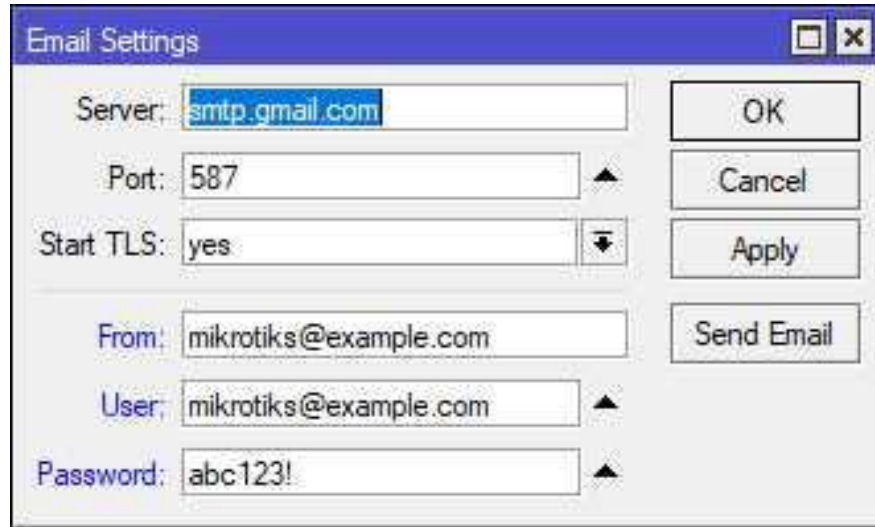 Email Settings
Server: smtp.gmail.com
OK
Port: 587
Cancel
Start TLS: yes
Apply
From: mikrotiks@example.com
Send Email
User: mikrotiks@example.com
Password: abc123!